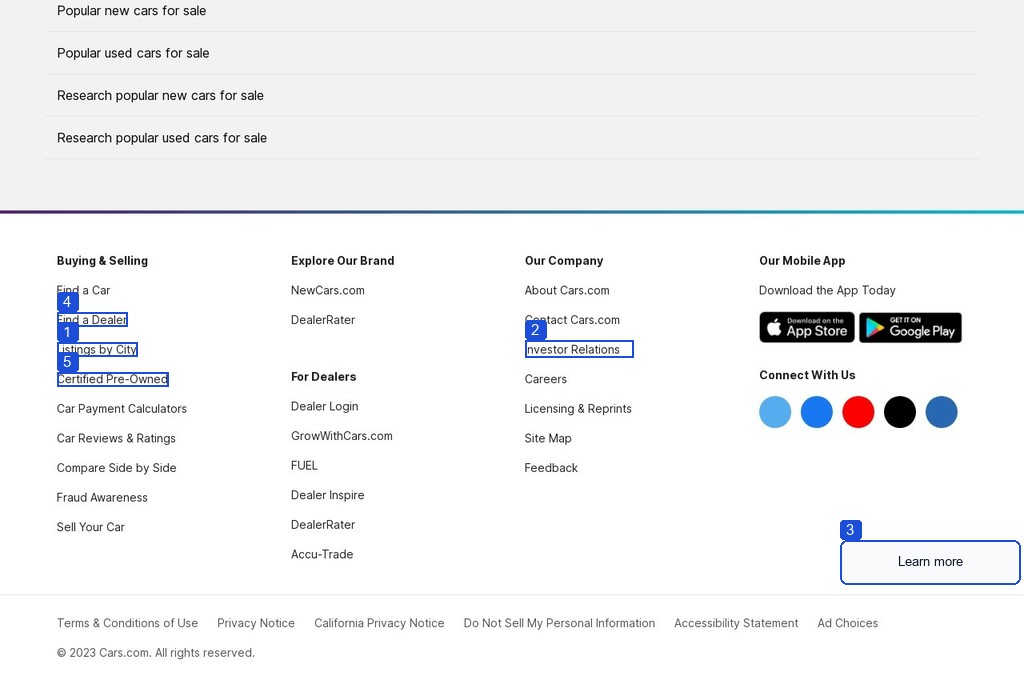 Popular new cars for sale
Popular used cars for sale
Research popular new cars for sale
Research popular used cars for sale
Buying & Selling
Find a Car
4
Find a Dealer
1
Listings by City
5
Certified Pre-Owned
Car Payment Calculators
Car Reviews & Ratings
Compare Side by Side
Fraud Awareness
Sell Your Car
Explore Our Brand
NewCars.com
DealerRater
For Dealers
Dealer Login
GrowWithCars.com
FUEL
Dealer Inspire
DealerRater
Accu-Trade
Our Company
About Cars.com
Contact Cars.com
2
Investor Relations
Careers
Licensing & Reprints
Site Map
Feedback
Our Mobile App
Download the App Today
Download on the
App Store
GET IT ON
Google Play
Connect With Us
3
Learn more
Terms & Conditions of Use Privacy Notice California Privacy Notice Do Not Sell My Personal Information Accessibility Statement Ad Choices
© 2023 Cars.com. All rights reserved.